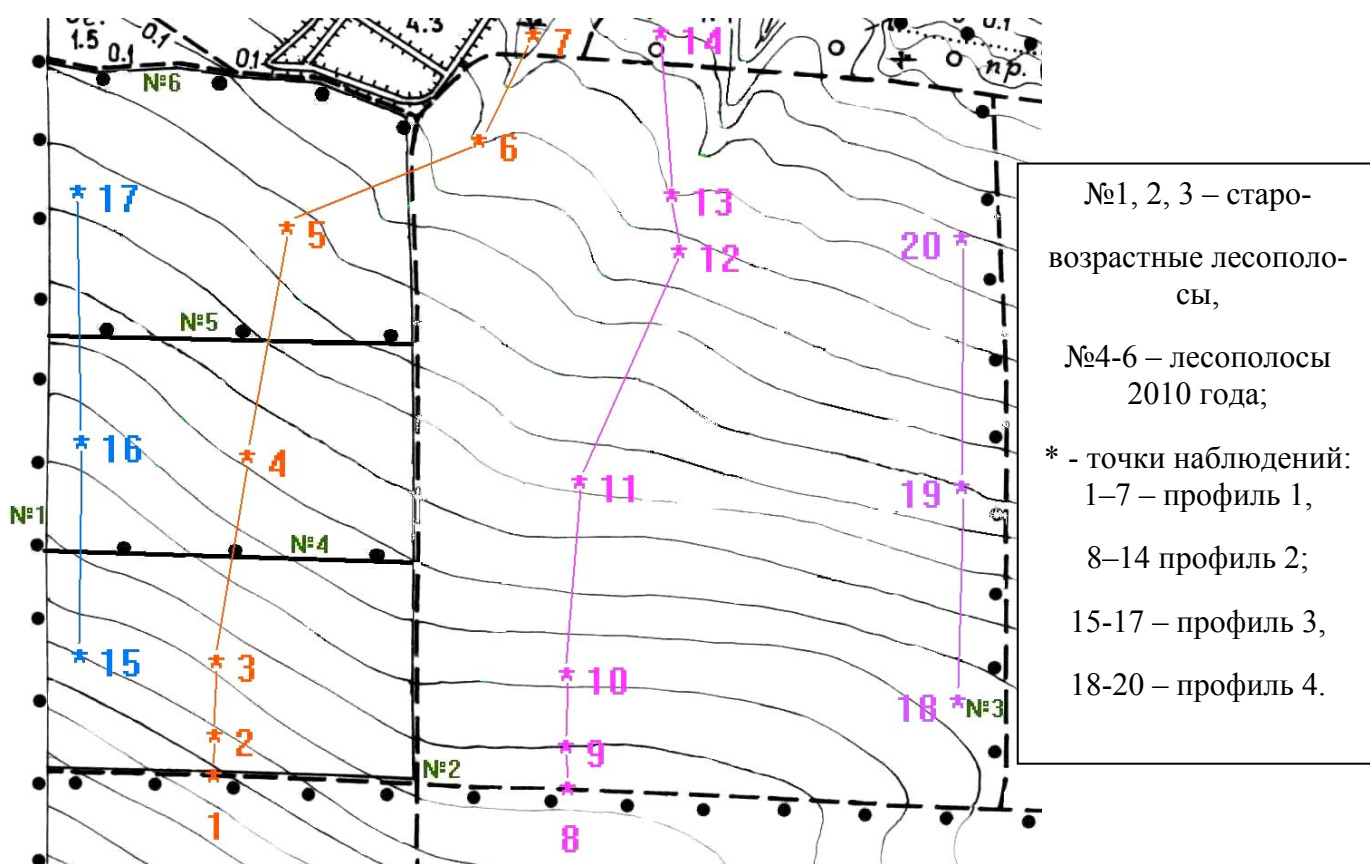 4.3
0.1
1.5
0.1
0.1
0.1
пр.
№6
7
14
6
17
13
5
12
20
№5
16
4
11
19
№1
№4
15
3
10
18
№3
2
9
№2
1
8
№1, 2, 3 – старо-
возрастные лесополо-
сы,
№4-6 – лесополосы
2010 года;
* - точки наблюдений:
1–7 – профиль 1,
8–14 профиль 2;
15-17 – профиль 3,
18-20 – профиль 4.